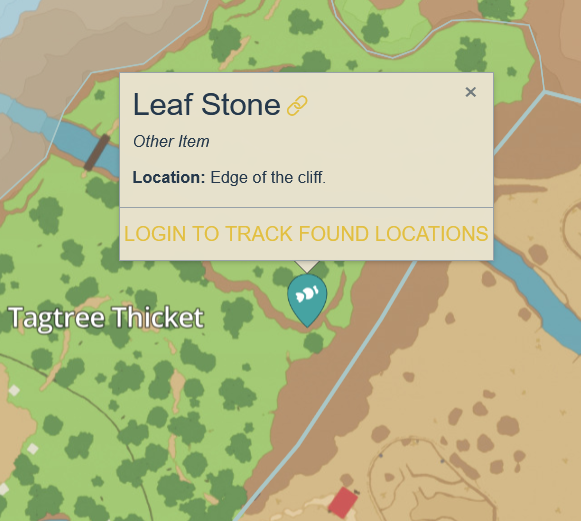 Leaf Stone
×
Other Item
Location: Edge of the cliff.
LOGIN TO TRACK FOUND LOCATIONS
Tagtree Thicket